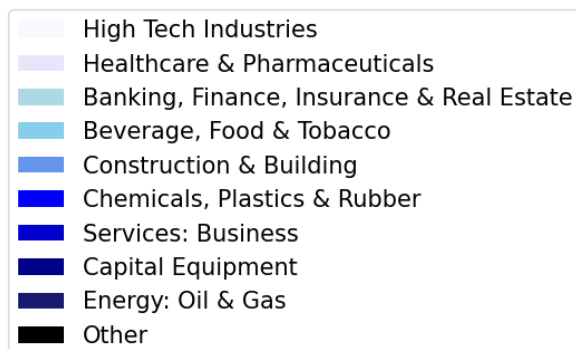 High Tech Industries
Healthcare & Pharmaceuticals
Banking, Finance, Insurance & Real Estate
Beverage, Food & Tobacco
Construction & Building
Chemicals, Plastics & Rubber
Services: Business
Capital Equipment
Energy: Oil & Gas
Other